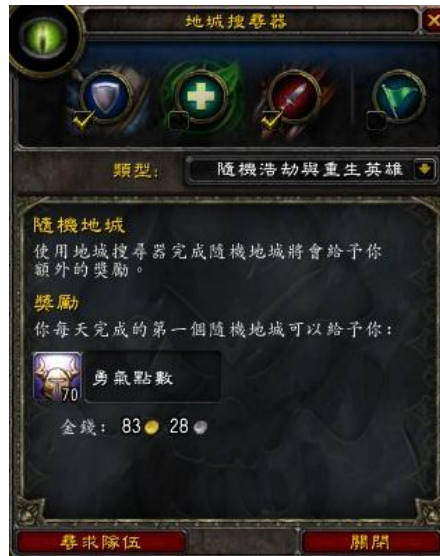 地城搜尋器
類型:
隨機浩劫與重生英雄
隨機地城
使用地城搜尋器完成隨機地城將會給予你
額外的獎勵。
獎勵
你每天完成的第一個隨機地城可以給予你:
70
勇氣點數
金錢: 83 28
尋求隊伍
關閉